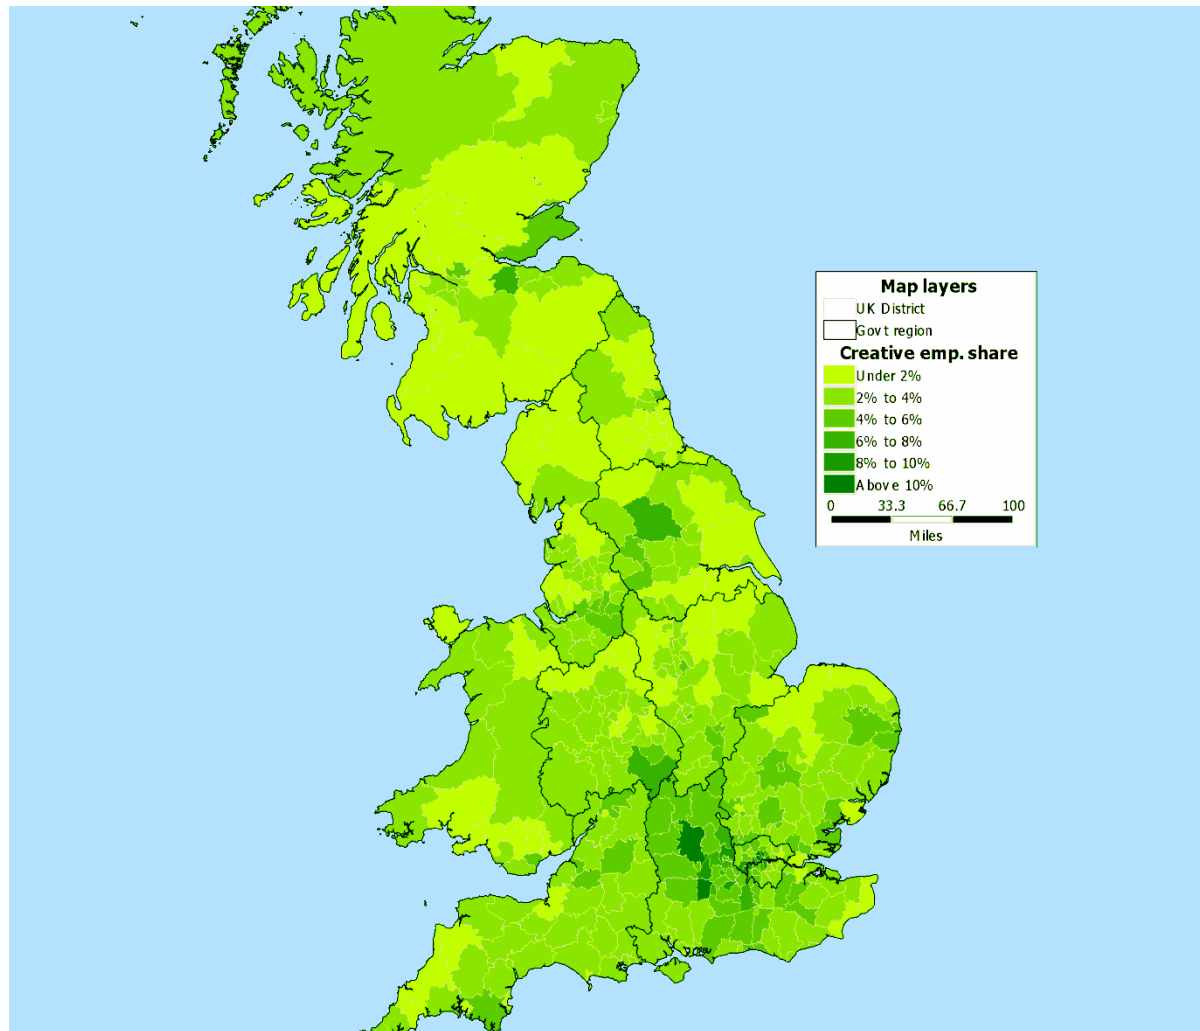 Map layers
UK District
Govt region
Creative emp. share
Under 2%
2% to 4%
4% to 6%
6% to 8%
8% to 10%
Above 10%
0 33.3 66.7 100
Miles